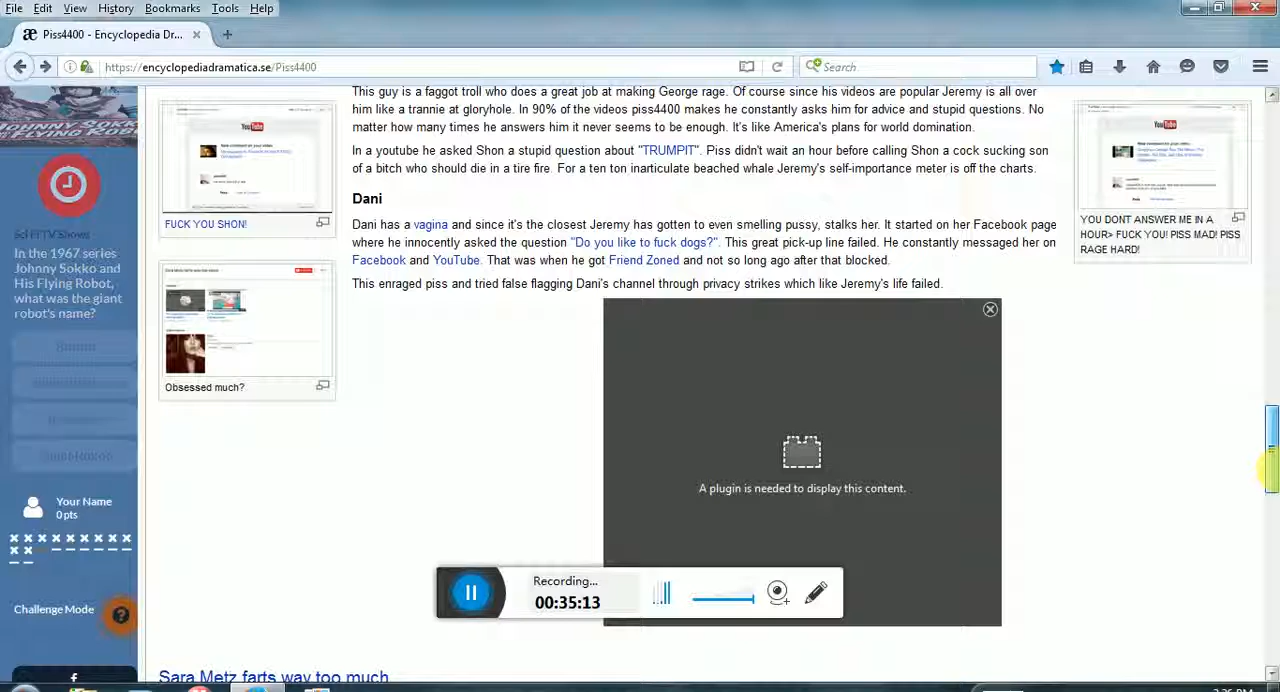 File Edit View History Bookmarks Tools Help
Piss4400 - Encyclopedia Dr...
https://encyclopediadramatica.se/Piss4400
Search
This guy is a faggot troll who does a great job at making George rage. Of course since his videos are popular Jeremy is all over
him like a trannie at gloryhole. In 90% of the videos piss4400 makes he constantly asks him for advice and stupid questions. No
matter how many times he answers him it never seems to be enough. It's like America's plans for world domination.
In a youtube he asked Shon a stupid question about "TRUMPIT". Piss didn't wait an hour before calling Shon a cock sucking son
of a bitch who should die in a tire fire. For a ten ton inarticulate beached whale Jeremy's self-importance meter is off the charts.
Dani
Dani has a vagina and since it's the closest Jeremy has gotten to even smelling pussy, stalks her. It started on her Facebook page
where he innocently asked the question "Do you like to fuck dogs?". This great pick-up line failed. He constantly messaged her on
Facebook and YouTube. That was when he got Friend Zoned and not so long ago after that blocked.
This enraged piss and tried false flagging Dani's channel through privacy strikes which like Jeremy's life failed.
You Tube
FUCK YOU SHON!
Obsessed much?
You Tube
YOU DONT ANSWER ME IN A
HOUR> FUCK YOU! PISS MAD! PISS
RAGE HARD!
Sci Fi TV Shows
In the 1967 series
Johnny Sokko and
His Flying Robot,
what was the giant
robot's name?
Your Name
0 pts
Challenge Mode
?
f
A plugin is needed to display this content.
Recording...
00:35:13
Sara Metz farts way too much